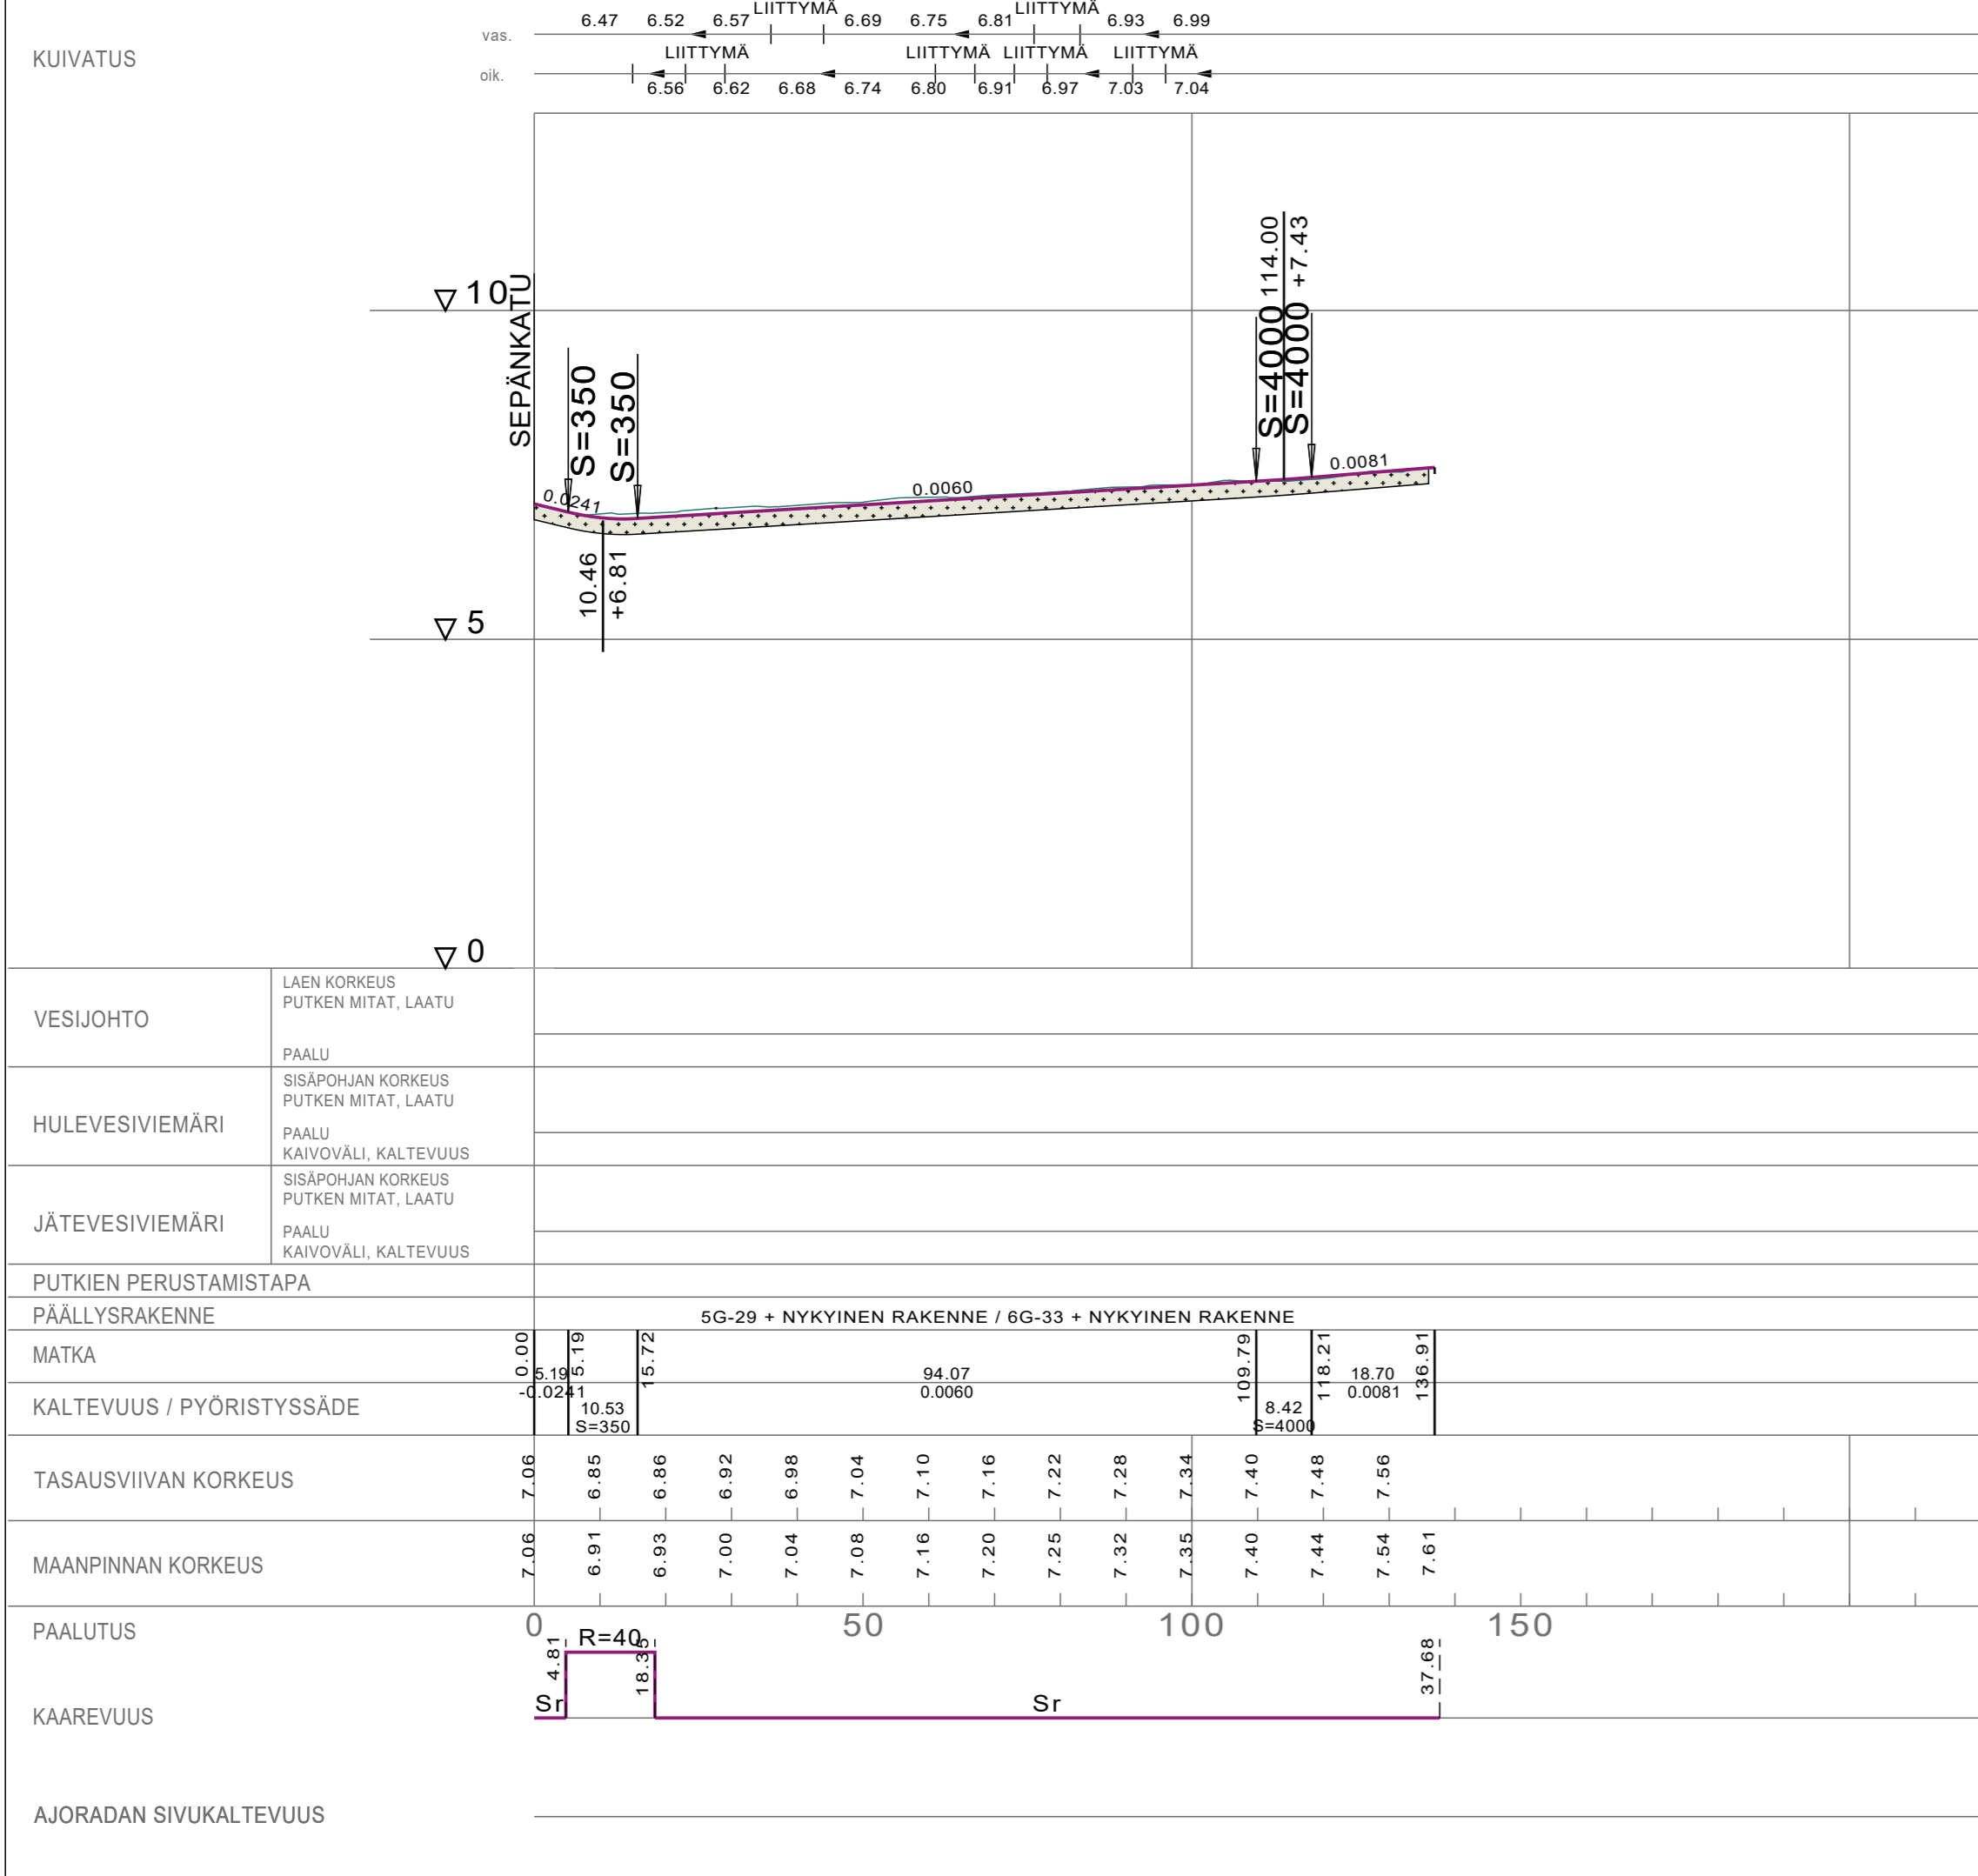 KUIVATUS
vas.
6.47 6.52 6.57 LIITTYMÄ 6.69 6.75 6.81 LIITTYMÄ 6.93 6.99
oik.
LIITTYMÄ LIITTYMÄ LIITTYMÄ LIITTYMÄ
6.56 6.62 6.68 6.74 6.80 6.91 6.97 7.03 7.04
10
5
0
SEPÄNKATU
S=350
S=350
0.0241
10.46
+6.81
0.0060
S=4000
114.00
S=4000
+7.43
0.0081
VESIJOHTO
LAEN KORKEUS
PUTKEN MITAT, LAATU
PAALU
HULEVESIVIEMÄRI
SISÄPOHJAN KORKEUS
PUTKEN MITAT, LAATU
PAALU
KAIVOVÄLI, KALTEVUUS
JÄTEVESIVIEMÄRI
SISÄPOHJAN KORKEUS
PUTKEN MITAT, LAATU
PAALU
KAIVOVÄLI, KALTEVUUS
PUTKIEN PERUSTAMISTAPA
PÄÄLLYSRAKENNE
5G-29 + NYKYINEN RAKENNE / 6G-33 + NYKYINEN RAKENNE
MATKA
0.00 5.19 15.72 109.79 118.21 136.91
5.19 94.07 18.70
KALTEVUUS / PYÖRISTYSSÄDE
-0.0241 0.0060 0.0081
10.53 8.42
S=350 S=4000
TASAUSVIIVAN KORKEUS
7.06 6.85 6.86 6.92 6.98 7.04 7.10 7.16 7.22 7.28 7.34 7.40 7.48 7.56
MAANPINNAN KORKEUS
7.06 6.91 6.93 7.00 7.04 7.08 7.16 7.20 7.25 7.32 7.35 7.40 7.44 7.54 7.61
PAALUTUS
0 50 100 150
KAAREVUUS
4.81 R=40 18.35 37.68
Sr Sr
AJORADAN SIVUKALTEVUUS